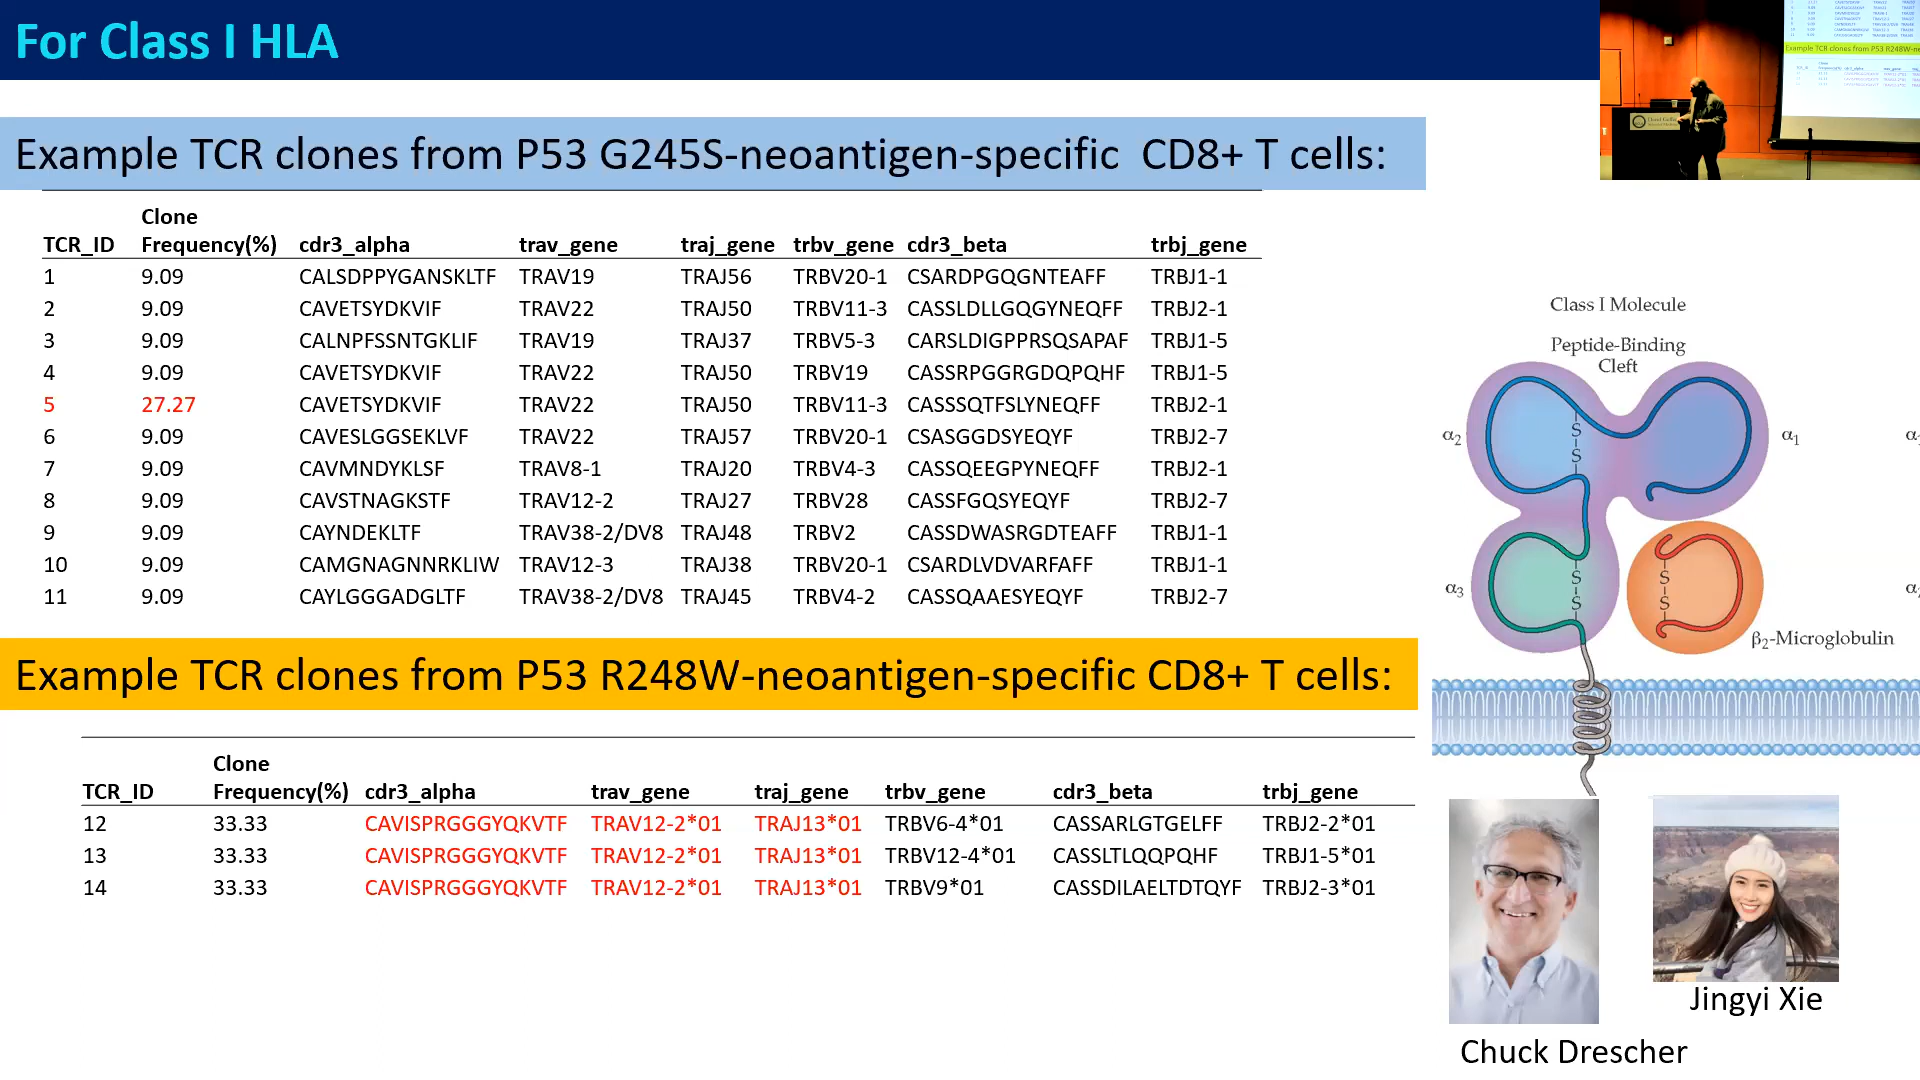 For Class I HLA
Example TCR clones from P53 G245S-neoantigen-specific CD8+ T cells:
TCR_ID Clone Frequency(%) cdr3_alpha trav_gene traj_gene trbv_gene cdr3_beta trbj_gene
1 9.09 CALSDPPYGANSKLTF TRAV19 TRAJ56 TRBV20-1 CSARDPGQGNTEAFF TRBJ1-1
2 9.09 CAVETSYDKVIF TRAV22 TRAJ50 TRBV11-3 CASSLDLLGQGYNEQFF TRBJ2-1
3 9.09 CALNPFSSNTGKLIF TRAV19 TRAJ37 TRBV5-3 CARSLDIGPPRSQSAPAF TRBJ1-5
4 9.09 CAVETSYDKVIF TRAV22 TRAJ50 TRBV19 CASSRPGGRGDQPQHF TRBJ1-5
5 27.27 CAVETSYDKVIF TRAV22 TRAJ50 TRBV11-3 CASSSQTFSLYNEQFF TRBJ2-1
6 9.09 CAVESLGGSEKLVF TRAV22 TRAJ57 TRBV20-1 CSASGGDSYEQYF TRBJ2-7
7 9.09 CAVMNDYKLSF TRAV8-1 TRAJ20 TRBV4-3 CASSQEEGPYNEQFF TRBJ2-1
8 9.09 CAVSTNAGKSTF TRAV12-2 TRAJ27 TRBV28 CASSFGQSYEQYF TRBJ2-7
9 9.09 CAYNDEKLTF TRAV38-2/DV8 TRAJ48 TRBV2 CASSDWASRGDTEAFF TRBJ1-1
10 9.09 CAMGNAGNNRKLIW TRAV12-3 TRAJ38 TRBV20-1 CSARDLVDVARFAFF TRBJ1-1
11 9.09 CAYLGGGADGLTF TRAV38-2/DV8 TRAJ45 TRBV4-2 CASSQAAESYEQYF TRBJ2-7
Example TCR clones from P53 R248W-neoantigen-specific CD8+ T cells:
TCR_ID Clone Frequency(%) cdr3_alpha trav_gene traj_gene trbv_gene cdr3_beta trbj_gene
12 33.33 CAVISPRGGGYQKVTF TRAV12-2*01 TRAJ13*01 TRBV6-4*01 CASSARLGTGELFF TRBJ2-2*01
13 33.33 CAVISPRGGGYQKVTF TRAV12-2*01 TRAJ13*01 TRBV12-4*01 CASSLTLQQPQHF TRBJ1-5*01
14 33.33 CAVISPRGGGYQKVTF TRAV12-2*01 TRAJ13*01 TRBV9*01 CASSDILAELTDTQYF TRBJ2-3*01
Class I Molecule
Peptide-Binding
Cleft
α2 S α1
S
α3 S S
S S
β2-Microglobulin
Jingyi Xie
Chuck Drescher